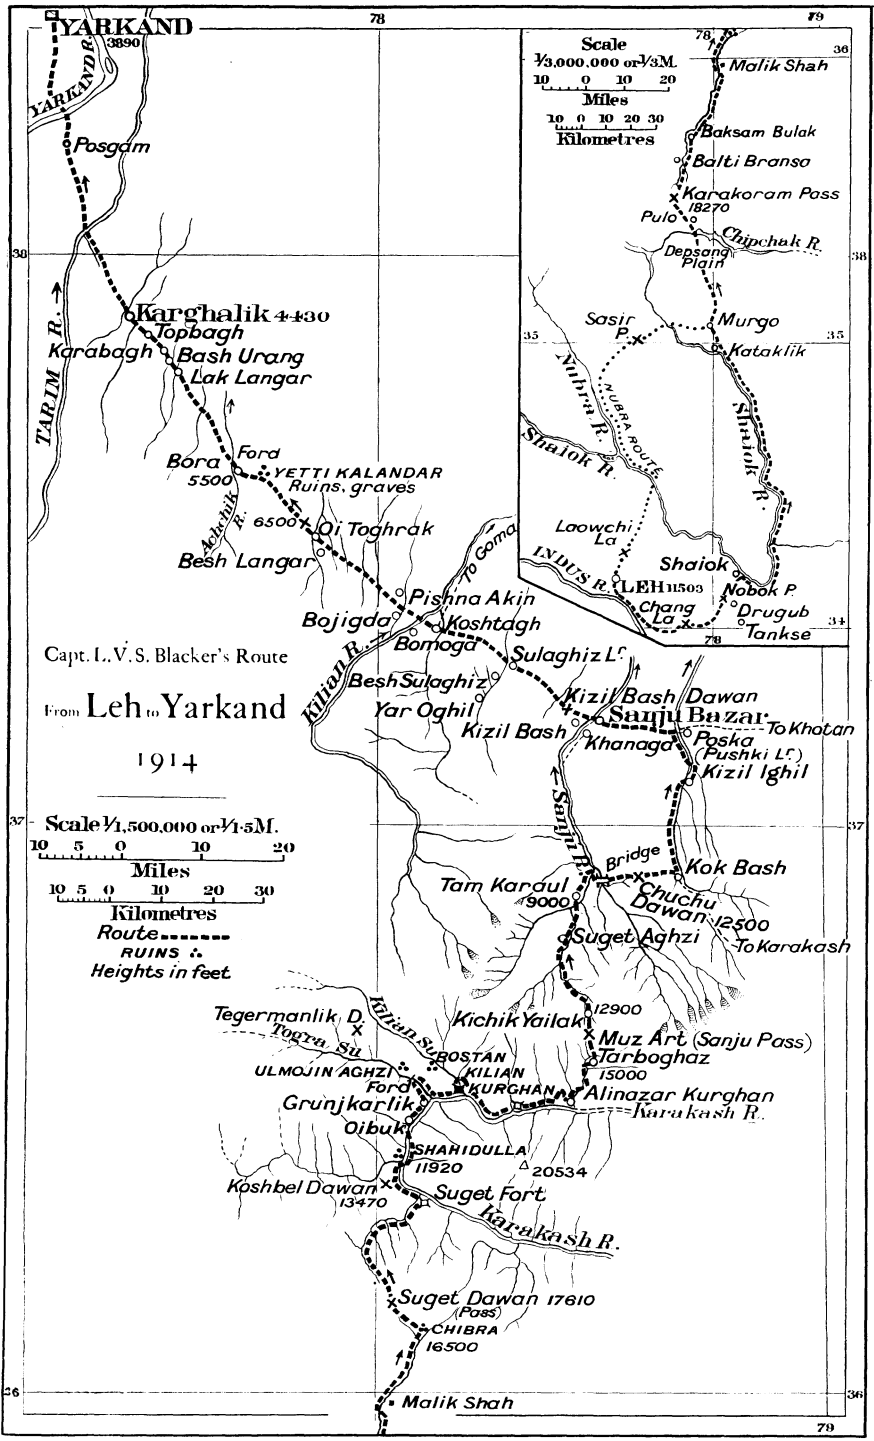 78
79
YARKAND
3890
YARKAND R.
Posgam
38
Karghalik 4430
Topbagh
Karabagh
Bash Urang
Lak Langar
TARIM R.
Bora
5500
Ford
YETTI KALANDAR
Ruins, graves
Achchik R.
6500
Oi Toghrak
Besh Langar
To Goma
Pishna Akin
Bojigda
Koshtagh
Bomoga
Kilian R.
Sulaghiz Lr.
Besh Sulaghiz
Yar Oghil
Kizil Bash Dawan
Sanju Bazar
Kizil Bash
Khanaga
To Khotan
Poska
(Pushki Lr.)
Kizil Ighil
Capt. L.V.S. Blacker's Route
From Leh to Yarkand
1914
37
37
Scale 1/1,500,000 or 1/1·5M.
10 5 0 10 20
Miles
10 5 0 10 20 30
Kilometres
Route
RUINS
Heights in feet
Sanju R.
Bridge
Kok Bash
Tam Karaul
9000
Chuchu
Dawan 12500
Suget Aghzi
To Karakash
12900
Kichik Yailak
Muz Art (Sanju Pass)
Tarboghaz
15000
Tegermanlik D.
Kilian Su
Togra Su
BOSTAN
ULMOJIN AGHZI
KILIAN
KURGHAN
Ford
Grunjkarlik
Alinazar Kurghan
Karakash R.
Oibuk
SHAHIDULLA
11920
20534
Koshbel Dawan
13470
Suget Fort
Karakash R.
Suget Dawan 17610
(Pass)
CHIBRA
16500
36
36
Malik Shah
79
Scale
1/3,000,000 or 1/3M.
10 0 10 20
Miles
10 0 10 20 30
Kilometres
78
36
Malik Shah
Baksam Bulak
Balti Bransa
Karakoram Pass
18270
Pulo
Chipchak R.
Depsang
Plain
38
Sasir
P.
Murgo
35
35
Kataklik
Nubra R.
NUBRA ROUTE
Shaiok R.
Shaiok R.
Laowchi
La
Shaiok
INDUS R.
LEH 11503
Nobok P.
Chang
La
Drugub
Tankse
34
78